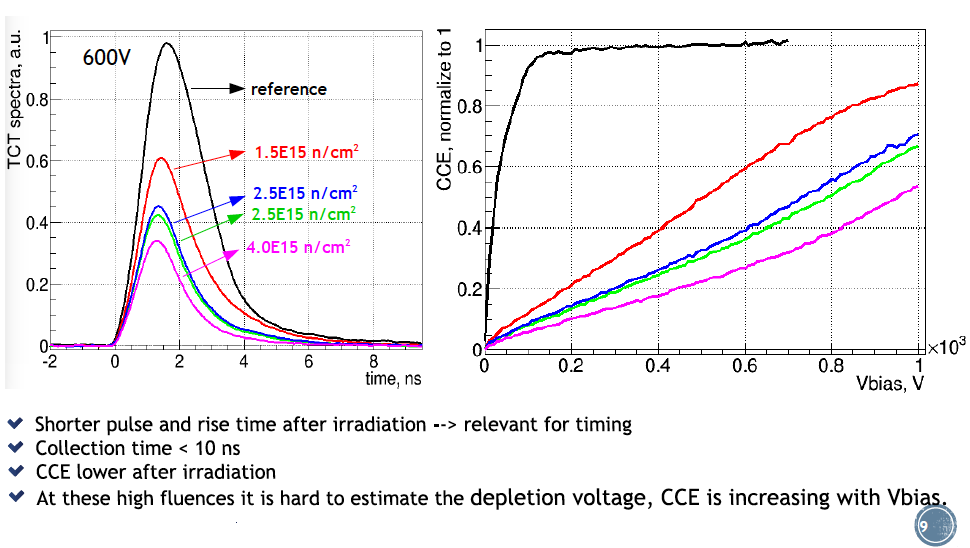 TCT spectra, a.u.
1
0.8
0.6
0.4
0.2
0
600V
reference
1.5E15 n/cm²
2.5E15 n/cm²
2.5E15 n/cm²
4.0E15 n/cm²
-2 0 2 4 6 8
time, ns
CCE, normalize to 1
1
0.8
0.6
0.4
0.2
0
0 0.2 0.4 0.6 0.8 1
×10³
Vbias, V
✔ Shorter pulse and rise time after irradiation --> relevant for timing
✔ Collection time < 10 ns
✔ CCE lower after irradiation
✔ At these high fluences it is hard to estimate the depletion voltage, CCE is increasing with Vbias.
9